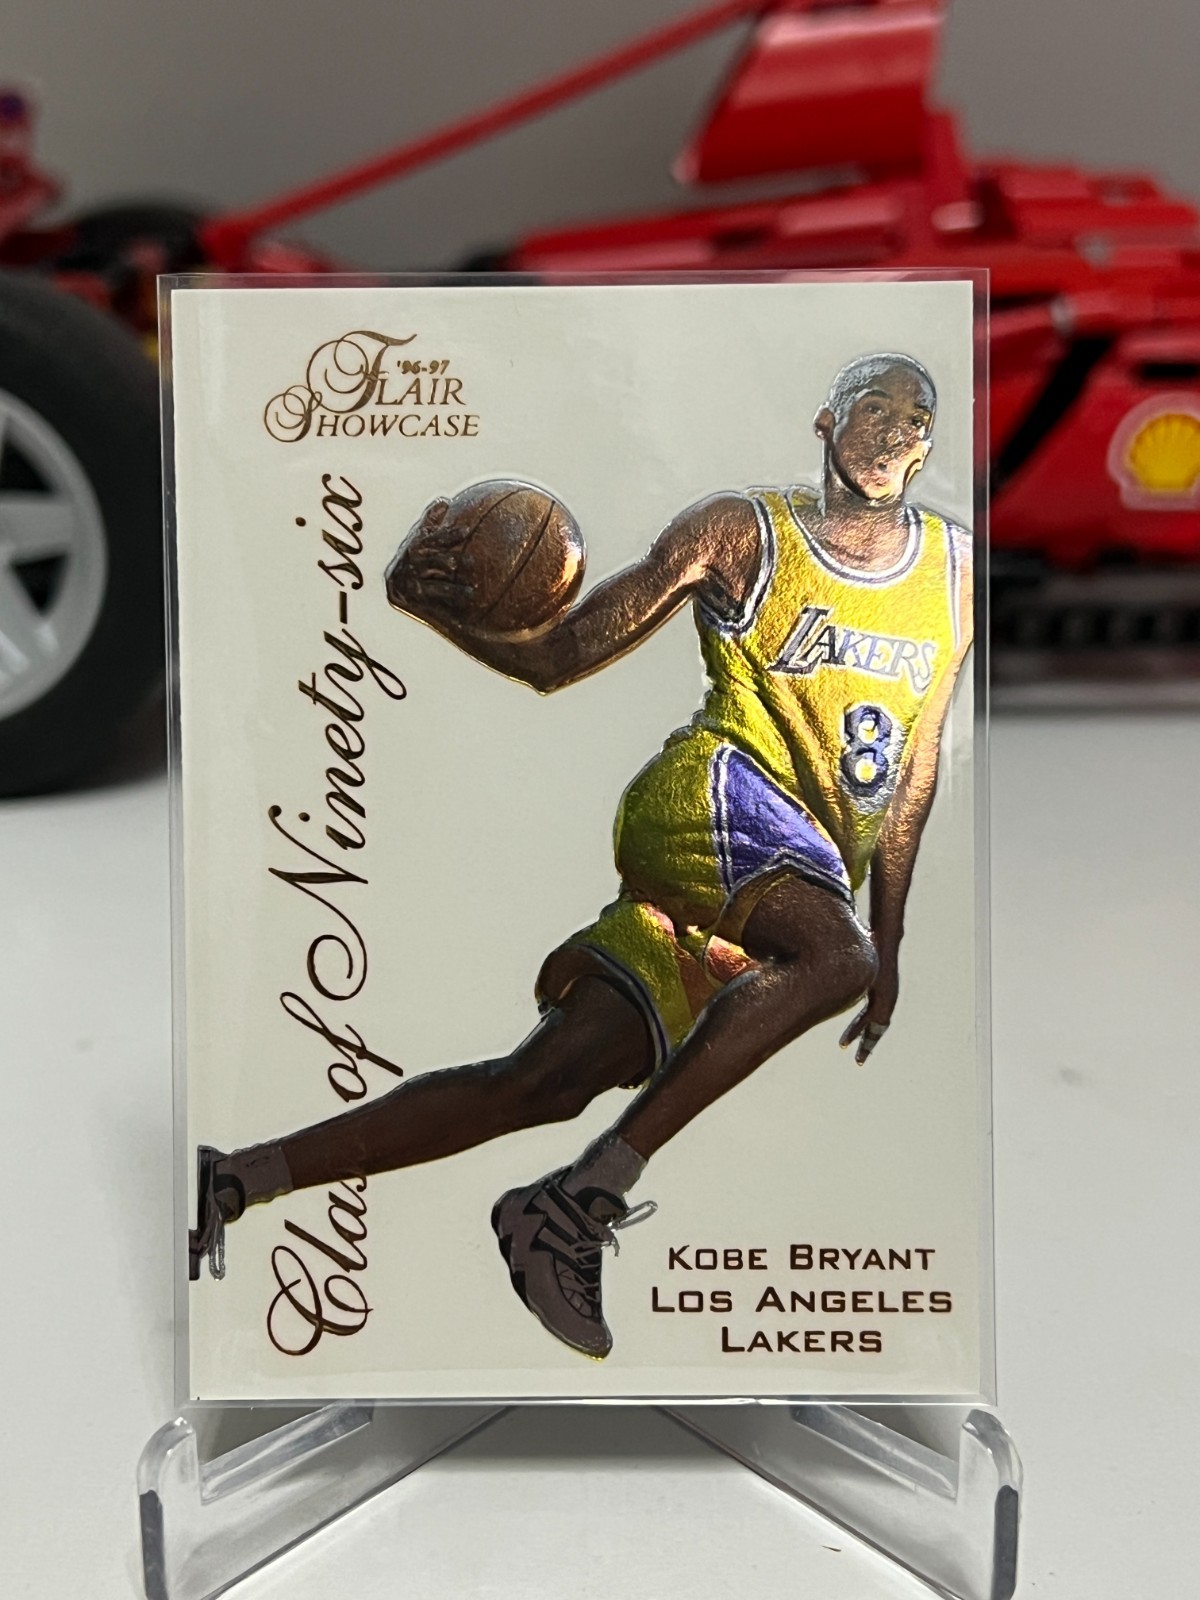 '96-97
FLAIR
SHOWCASE
Class of Ninety-six
LAKERS
8
KOBE BRYANT
LOS ANGELES
LAKERS